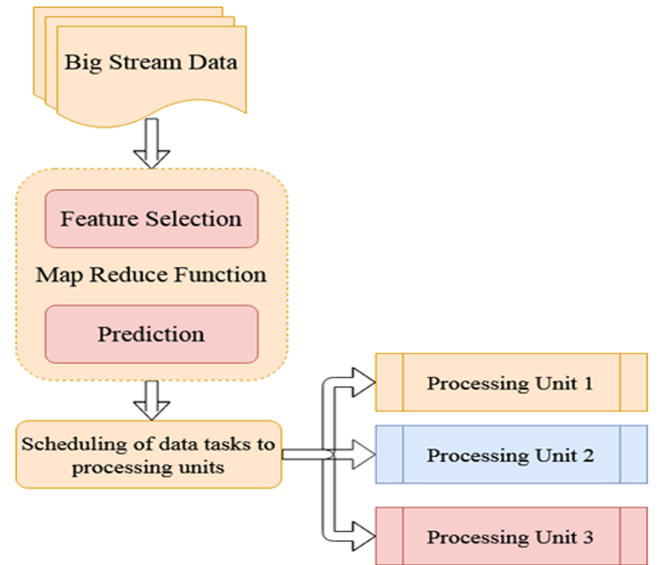 Big Stream Data
Feature Selection
Map Reduce Function
Prediction
Scheduling of data tasks to
processing units
Processing Unit 1
Processing Unit 2
Processing Unit 3